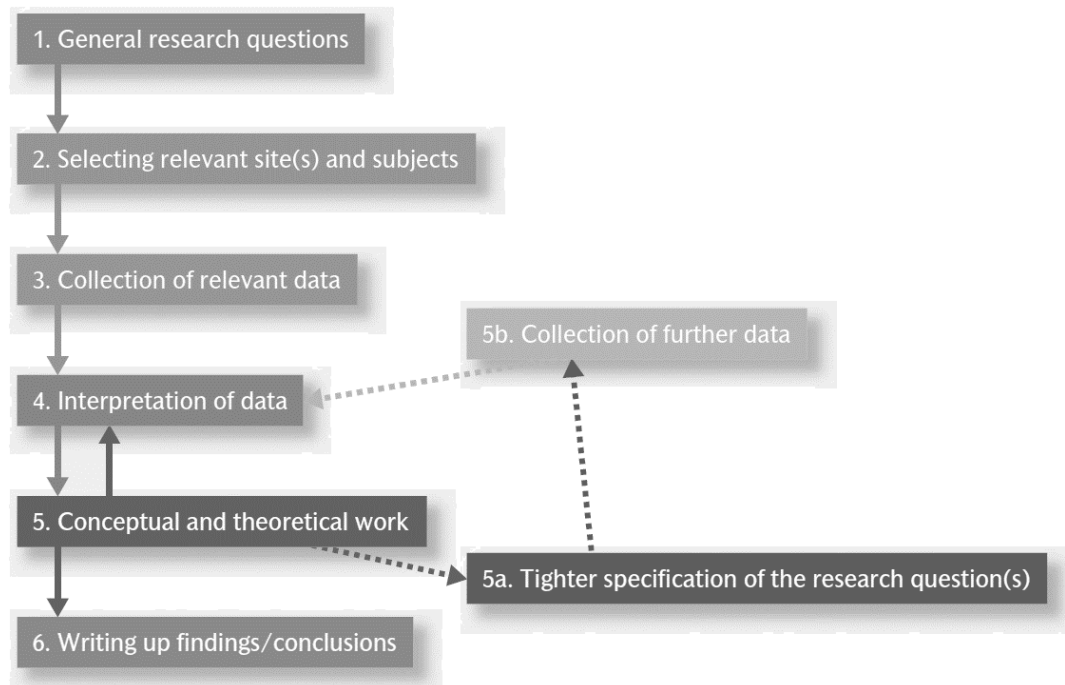 1. General research questions
2. Selecting relevant site(s) and subjects
3. Collection of relevant data
5b. Collection of further data
4. Interpretation of data
5. Conceptual and theoretical work
5a. Tighter specification of the research question(s)
6. Writing up findings/conclusions